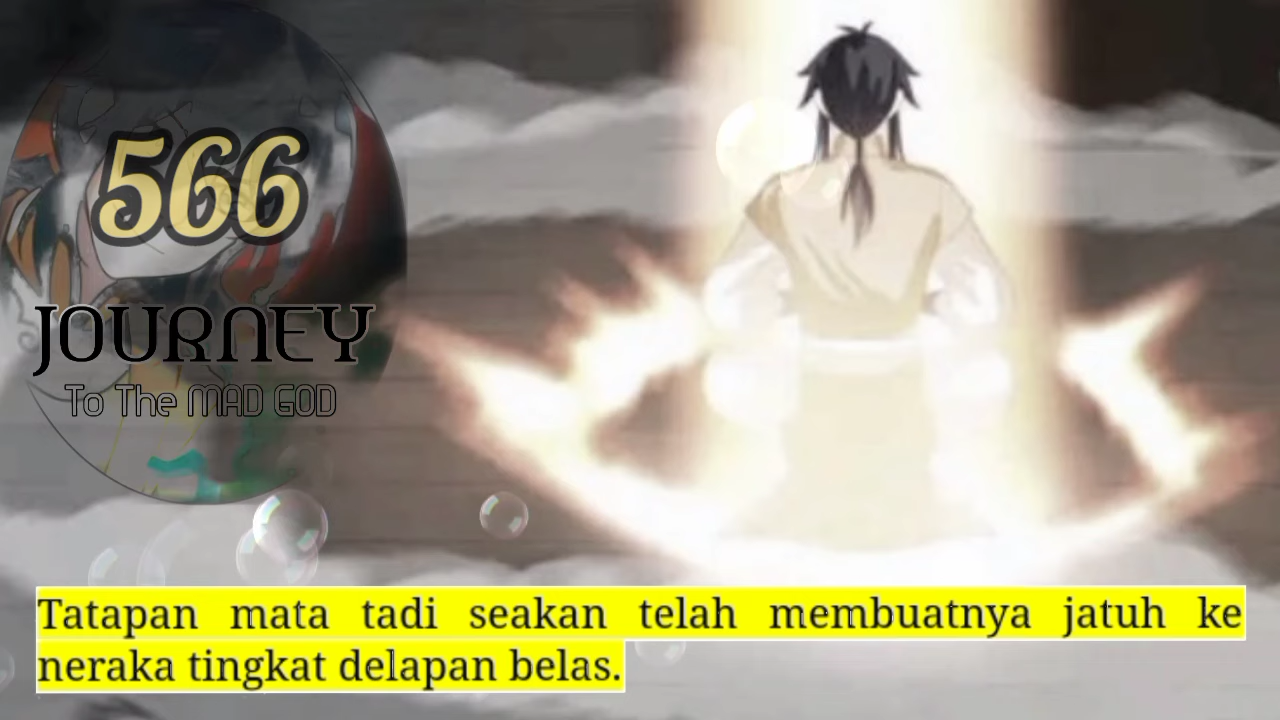 566
JOURNEY
To The MAD GOD
Tatapan mata tadi seakan telah membuatnya jatuh ke
neraka tingkat delapan belas.